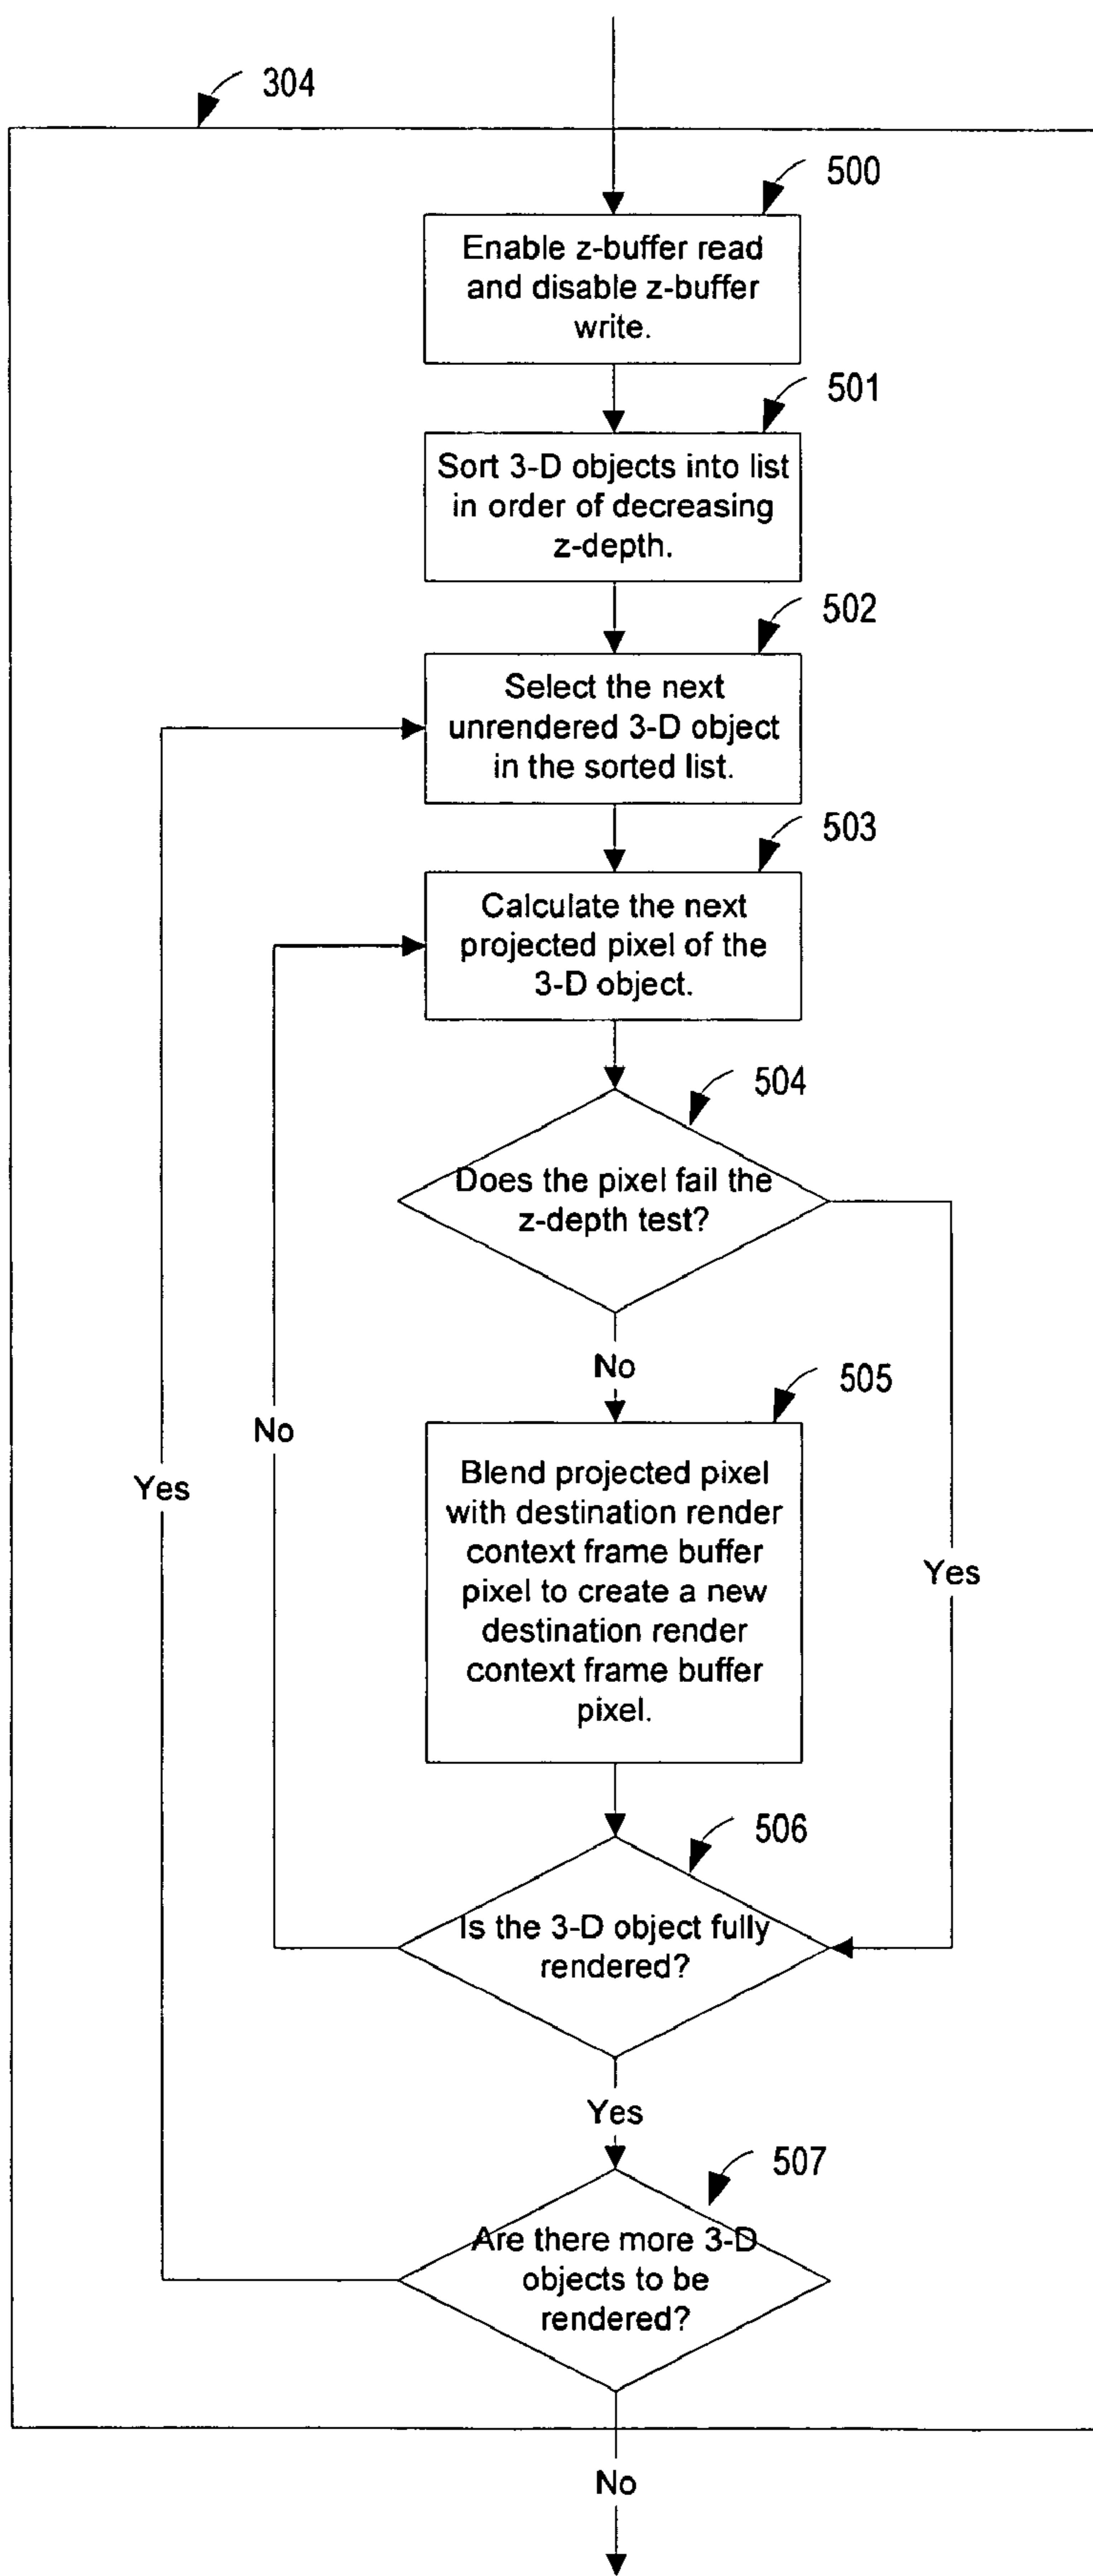 304
500
Enable z-buffer read
and disable z-buffer
write.
501
Sort 3-D objects into list
in order of decreasing
z-depth.
502
Select the next
unrendered 3-D object
in the sorted list.
503
Calculate the next
projected pixel of the
3-D object.
504
Does the pixel fail the
z-depth test?
No
505
Blend projected pixel
with destination render
context frame buffer
pixel to create a new
destination render
context frame buffer
pixel.
No
Yes
Yes
506
Is the 3-D object fully
rendered?
Yes
507
Are there more 3-D
objects to be
rendered?
No